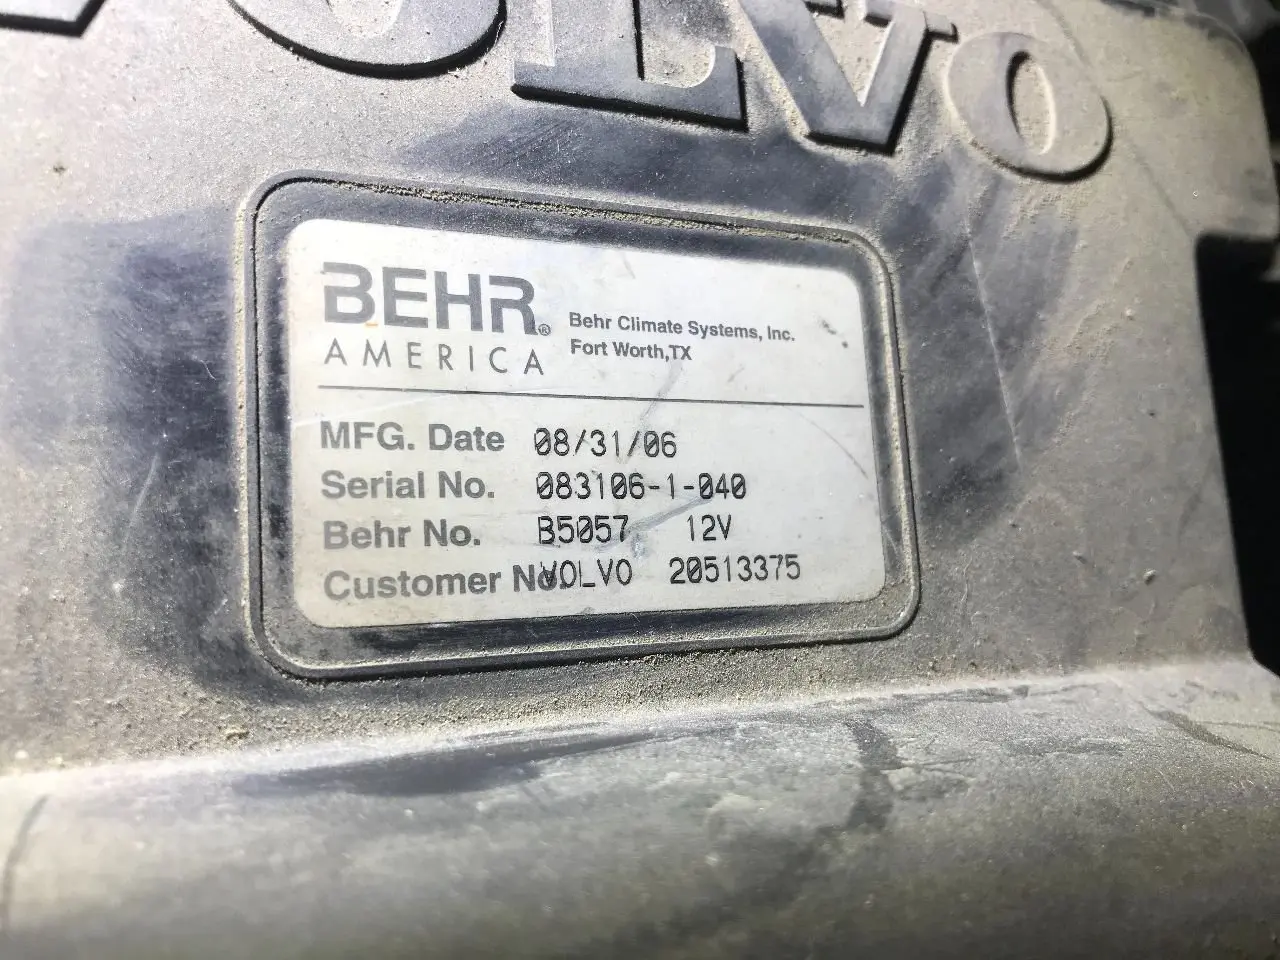 VOLVO
BEHR®
AMERICA
Behr Climate Systems, Inc.
Fort Worth,TX
MFG. Date 08/31/06
Serial No. 083106-1-040
Behr No. B5057 12V
Customer No. VOLVO 20513375